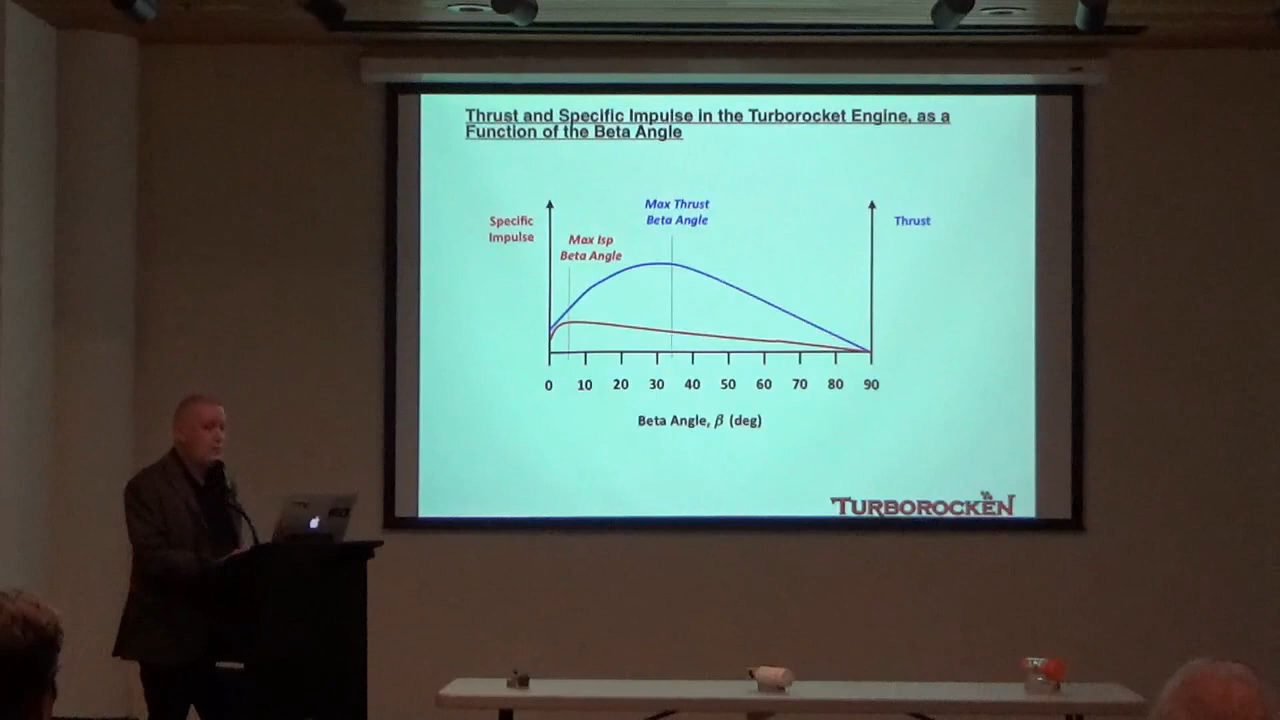 Thrust and Specific Impulse in the Turborocket Engine, as a
Function of the Beta Angle
Specific
Impulse
Max Isp
Beta Angle
Max Thrust
Beta Angle
Thrust
0 10 20 30 40 50 60 70 80 90
Beta Angle, β (deg)
TURBOROCKËN